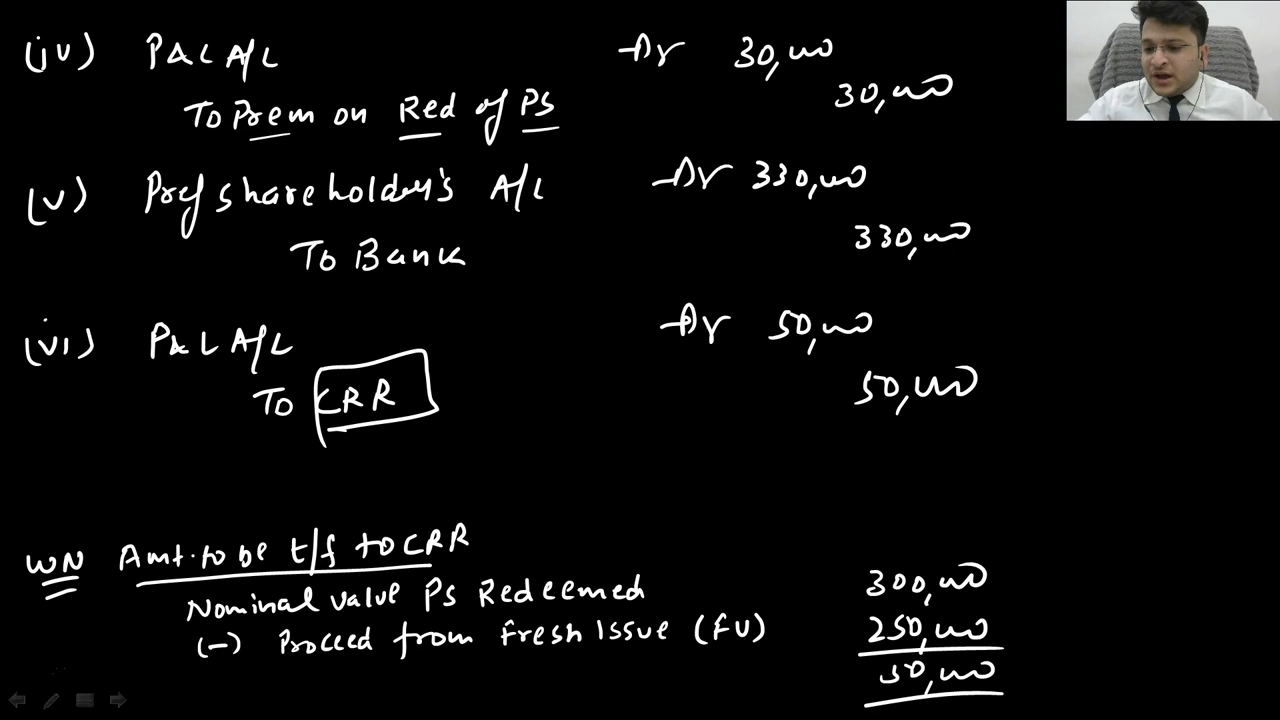 (iv) P&L A/L Dr 30,000
To Prem on Red of PS 30,000
(v) Pref shareholder's A/L Dr 330,000
To Bank 330,000
(vi) P&L A/L Dr 50,000
To CRR 50,000
WN Amt. to be t/f to CRR
Nominal value PS Redeemed 300,000
(-) Proceed from Fresh Issue (FV) 250,000
50,000